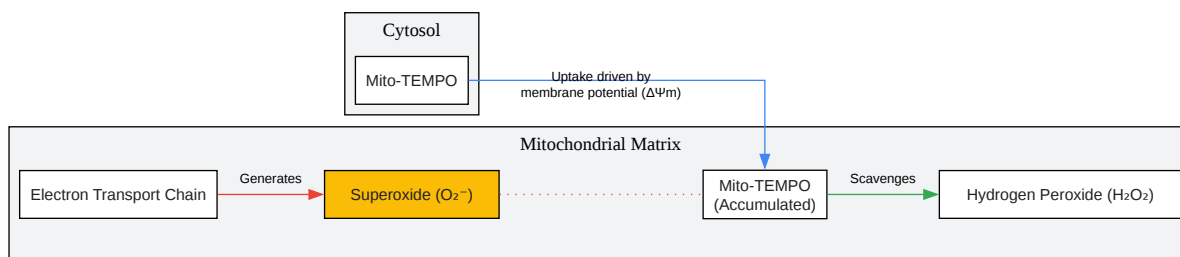 Cytosol
Mito-TEMPO
Uptake driven by
membrane potential (ΔΨm)
Mitochondrial Matrix
Electron Transport Chain
Generates
Superoxide (O₂⁻)
Mito-TEMPO
(Accumulated)
Scavenges
Hydrogen Peroxide (H₂O₂)